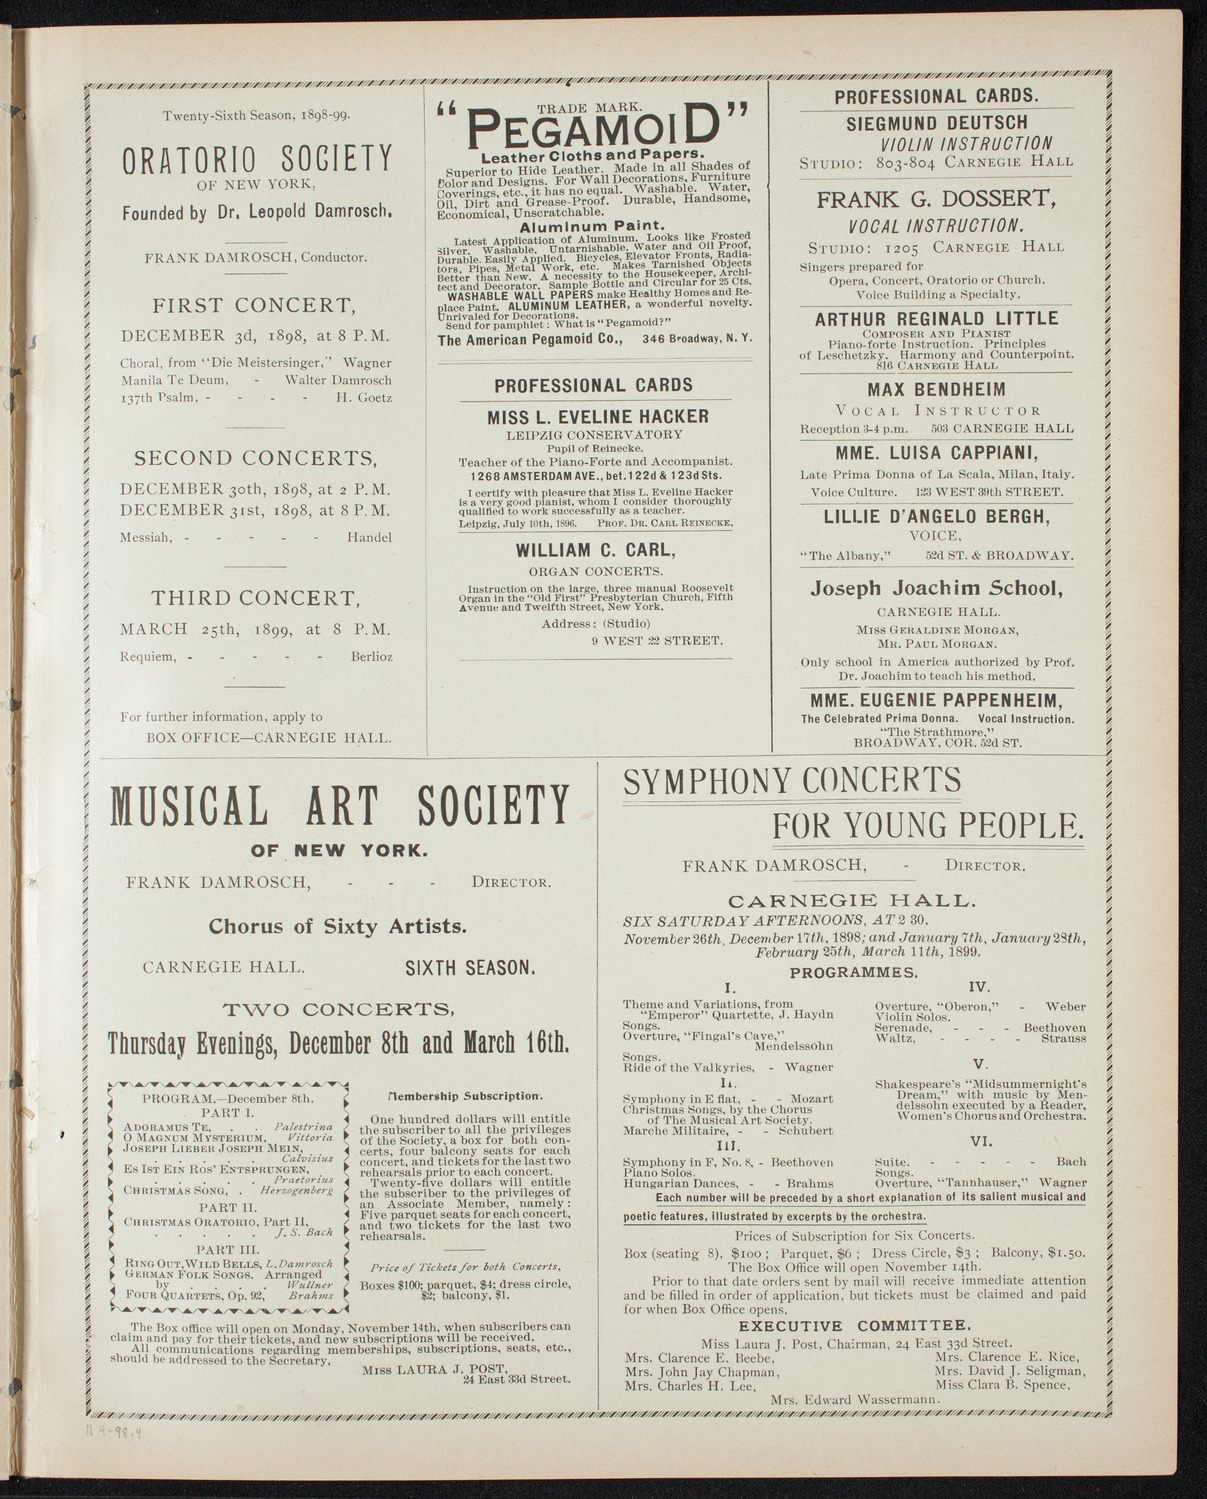 Twenty-Sixth Season, 1898-99.
ORATORIO SOCIETY
OF NEW YORK,
Founded by Dr. Leopold Damrosch.
FRANK DAMROSCH, Conductor.
FIRST CONCERT,
DECEMBER 3d, 1898, at 8 P.M.
Choral, from "Die Meistersinger," Wagner
Manila Te Deum, - Walter Damrosch
137th Psalm, - - - - H. Goetz
SECOND CONCERTS,
DECEMBER 30th, 1898, at 2 P.M.
DECEMBER 31st, 1898, at 8 P.M.
Messiah, - - - - - Handel
THIRD CONCERT,
MARCH 25th, 1899, at 8 P.M.
Requiem, - - - - - Berlioz
For further information, apply to
BOX OFFICE—CARNEGIE HALL.
TRADE MARK.
"PEGAMOID"
Leather Cloths and Papers.
Superior to Hide Leather. Made in all Shades of
Color and Designs. For Wall Decorations, Furniture
Coverings, etc., it has no equal. Washable. Water,
Oil, Dirt and Grease-Proof. Durable, Handsome,
Economical, Unscratchable.
Aluminum Paint.
Latest Application of Aluminum. Looks like Frosted
Silver. Washable. Untarnishable. Water and Oil Proof,
Durable. Easily Applied. Bicycles, Elevator Fronts, Radia-
tors, Pipes, Metal Work, etc. Makes Tarnished Objects
Better than New. A necessity to the Housekeeper, Archi-
tect and Decorator. Sample Bottle and Circular for 25 Cts.
WASHABLE WALL PAPERS make Healthy Homes and Re-
place Paint. ALUMINUM LEATHER, a wonderful novelty.
Unrivaled for Decorations.
Send for pamphlet: What is "Pegamoid?"
The American Pegamoid Co., 346 Broadway, N. Y.
PROFESSIONAL CARDS
MISS L. EVELINE HACKER
LEIPZIG CONSERVATORY
Pupil of Reinecke.
Teacher of the Piano-Forte and Accompanist.
1268 AMSTERDAM AVE., bet. 122d & 123d Sts.
I certify with pleasure that Miss L. Eveline Hacker
is a very good pianist, whom I consider thoroughly
qualified to work successfully as a teacher.
Leipzig, July 10th, 1896. PROF. DR. CARL REINECKE.
WILLIAM C. CARL,
ORGAN CONCERTS.
Instruction on the large, three manual Roosevelt
Organ in the "Old First" Presbyterian Church, Fifth
Avenue and Twelfth Street, New York.
Address: (Studio)
9 WEST 22 STREET.
PROFESSIONAL CARDS.
SIEGMUND DEUTSCH
VIOLIN INSTRUCTION
STUDIO: 803-804 CARNEGIE HALL
FRANK G. DOSSERT,
VOCAL INSTRUCTION.
STUDIO: 1205 CARNEGIE HALL
Singers prepared for
Opera, Concert, Oratorio or Church.
Voice Building a Specialty.
ARTHUR REGINALD LITTLE
COMPOSER AND PIANIST
Piano-forte Instruction. Principles
of Leschetzky. Harmony and Counterpoint.
816 CARNEGIE HALL
MAX BENDHEIM
VOCAL INSTRUCTOR
Reception 3-4 p.m. 503 CARNEGIE HALL
MME. LUISA CAPPIANI,
Late Prima Donna of La Scala, Milan, Italy.
Voice Culture. 123 WEST 39th STREET.
LILLIE D'ANGELO BERGH,
VOICE,
"The Albany," 52d ST. & BROADWAY.
Joseph Joachim School,
CARNEGIE HALL.
MISS GERALDINE MORGAN,
MR. PAUL MORGAN.
Only school in America authorized by Prof.
Dr. Joachim to teach his method.
MME. EUGENIE PAPPENHEIM,
The Celebrated Prima Donna. Vocal Instruction.
"The Strathmore,"
BROADWAY, COR. 52d ST.
MUSICAL ART SOCIETY
OF NEW YORK.
FRANK DAMROSCH, - - - DIRECTOR.
Chorus of Sixty Artists.
CARNEGIE HALL. SIXTH SEASON.
TWO CONCERTS,
Thursday Evenings, December 8th and March 16th.
PROGRAM.—December 8th.
PART I.
ADORAMUS TE, . . Palestrina
O MAGNUM MYSTERIUM, Vittoria
JOSEPH LIEBER JOSEPH MEIN,
. . . . . Calvisius
ES IST EIN ROS' ENTSPRUNGEN,
. . . . . Praetorius
CHRISTMAS SONG, . Herzogenberg
PART II.
CHRISTMAS ORATORIO, Part II,
. . . . . J. S. Bach
PART III.
RING OUT, WILD BELLS, L. Damrosch
GERMAN FOLK SONGS. Arranged
by . . . . Wullner
FOUR QUARTETS, Op. 92, Brahms
Membership Subscription.
One hundred dollars will entitle
the subscriber to all the privileges
of the Society, a box for both con-
certs, four balcony seats for each
concert, and tickets for the last two
rehearsals prior to each concert.
Twenty-five dollars will entitle
the subscriber to the privileges of
an Associate Member, namely:
Five parquet seats for each concert,
and two tickets for the last two
rehearsals.
Price of Tickets for both Concerts,
Boxes $100; parquet, $4; dress circle,
$2; balcony, $1.
The Box office will open on Monday, November 14th, when subscribers can
claim and pay for their tickets, and new subscriptions will be received.
All communications regarding memberships, subscriptions, seats, etc.,
should be addressed to the Secretary,
MISS LAURA J. POST,
24 East 33d Street.
SYMPHONY CONCERTS
FOR YOUNG PEOPLE.
FRANK DAMROSCH, - DIRECTOR.
CARNEGIE HALL.
SIX SATURDAY AFTERNOONS, AT 2 30.
November 26th, December 17th, 1898; and January 7th, January 28th,
February 25th, March 11th, 1899.
PROGRAMMES.
I.
Theme and Variations, from
"Emperor" Quartette, J. Haydn
Songs.
Overture, "Fingal's Cave,"
Mendelssohn
Songs.
Ride of the Valkyries, - Wagner
II.
Symphony in E flat, - - Mozart
Christmas Songs, by the Chorus
of The Musical Art Society.
Marche Militaire, - - Schubert
III.
Symphony in F, No. 8, - Beethoven
Piano Solos.
Hungarian Dances, - - Brahms
IV.
Overture, "Oberon," - Weber
Violin Solos.
Serenade, - - - Beethoven
Waltz, - - - - Strauss
V.
Shakespeare's "Midsummernight's
Dream," with music by Men-
delssohn executed by a Reader,
Women's Chorus and Orchestra.
VI.
Suite. - - - - - Bach
Songs.
Overture, "Tannhauser," Wagner
Each number will be preceded by a short explanation of its salient musical and
poetic features, illustrated by excerpts by the orchestra.
Prices of Subscription for Six Concerts.
Box (seating 8), $100; Parquet, $6; Dress Circle, $3; Balcony, $1.50.
The Box Office will open November 14th.
Prior to that date orders sent by mail will receive immediate attention
and be filled in order of application, but tickets must be claimed and paid
for when Box Office opens.
EXECUTIVE COMMITTEE.
Miss Laura J. Post, Chairman, 24 East 33d Street.
Mrs. Clarence E. Beebe, Mrs. Clarence E. Rice,
Mrs. John Jay Chapman, Mrs. David J. Seligman,
Mrs. Charles H. Lee, Miss Clara B. Spence,
Mrs. Edward Wassermann.